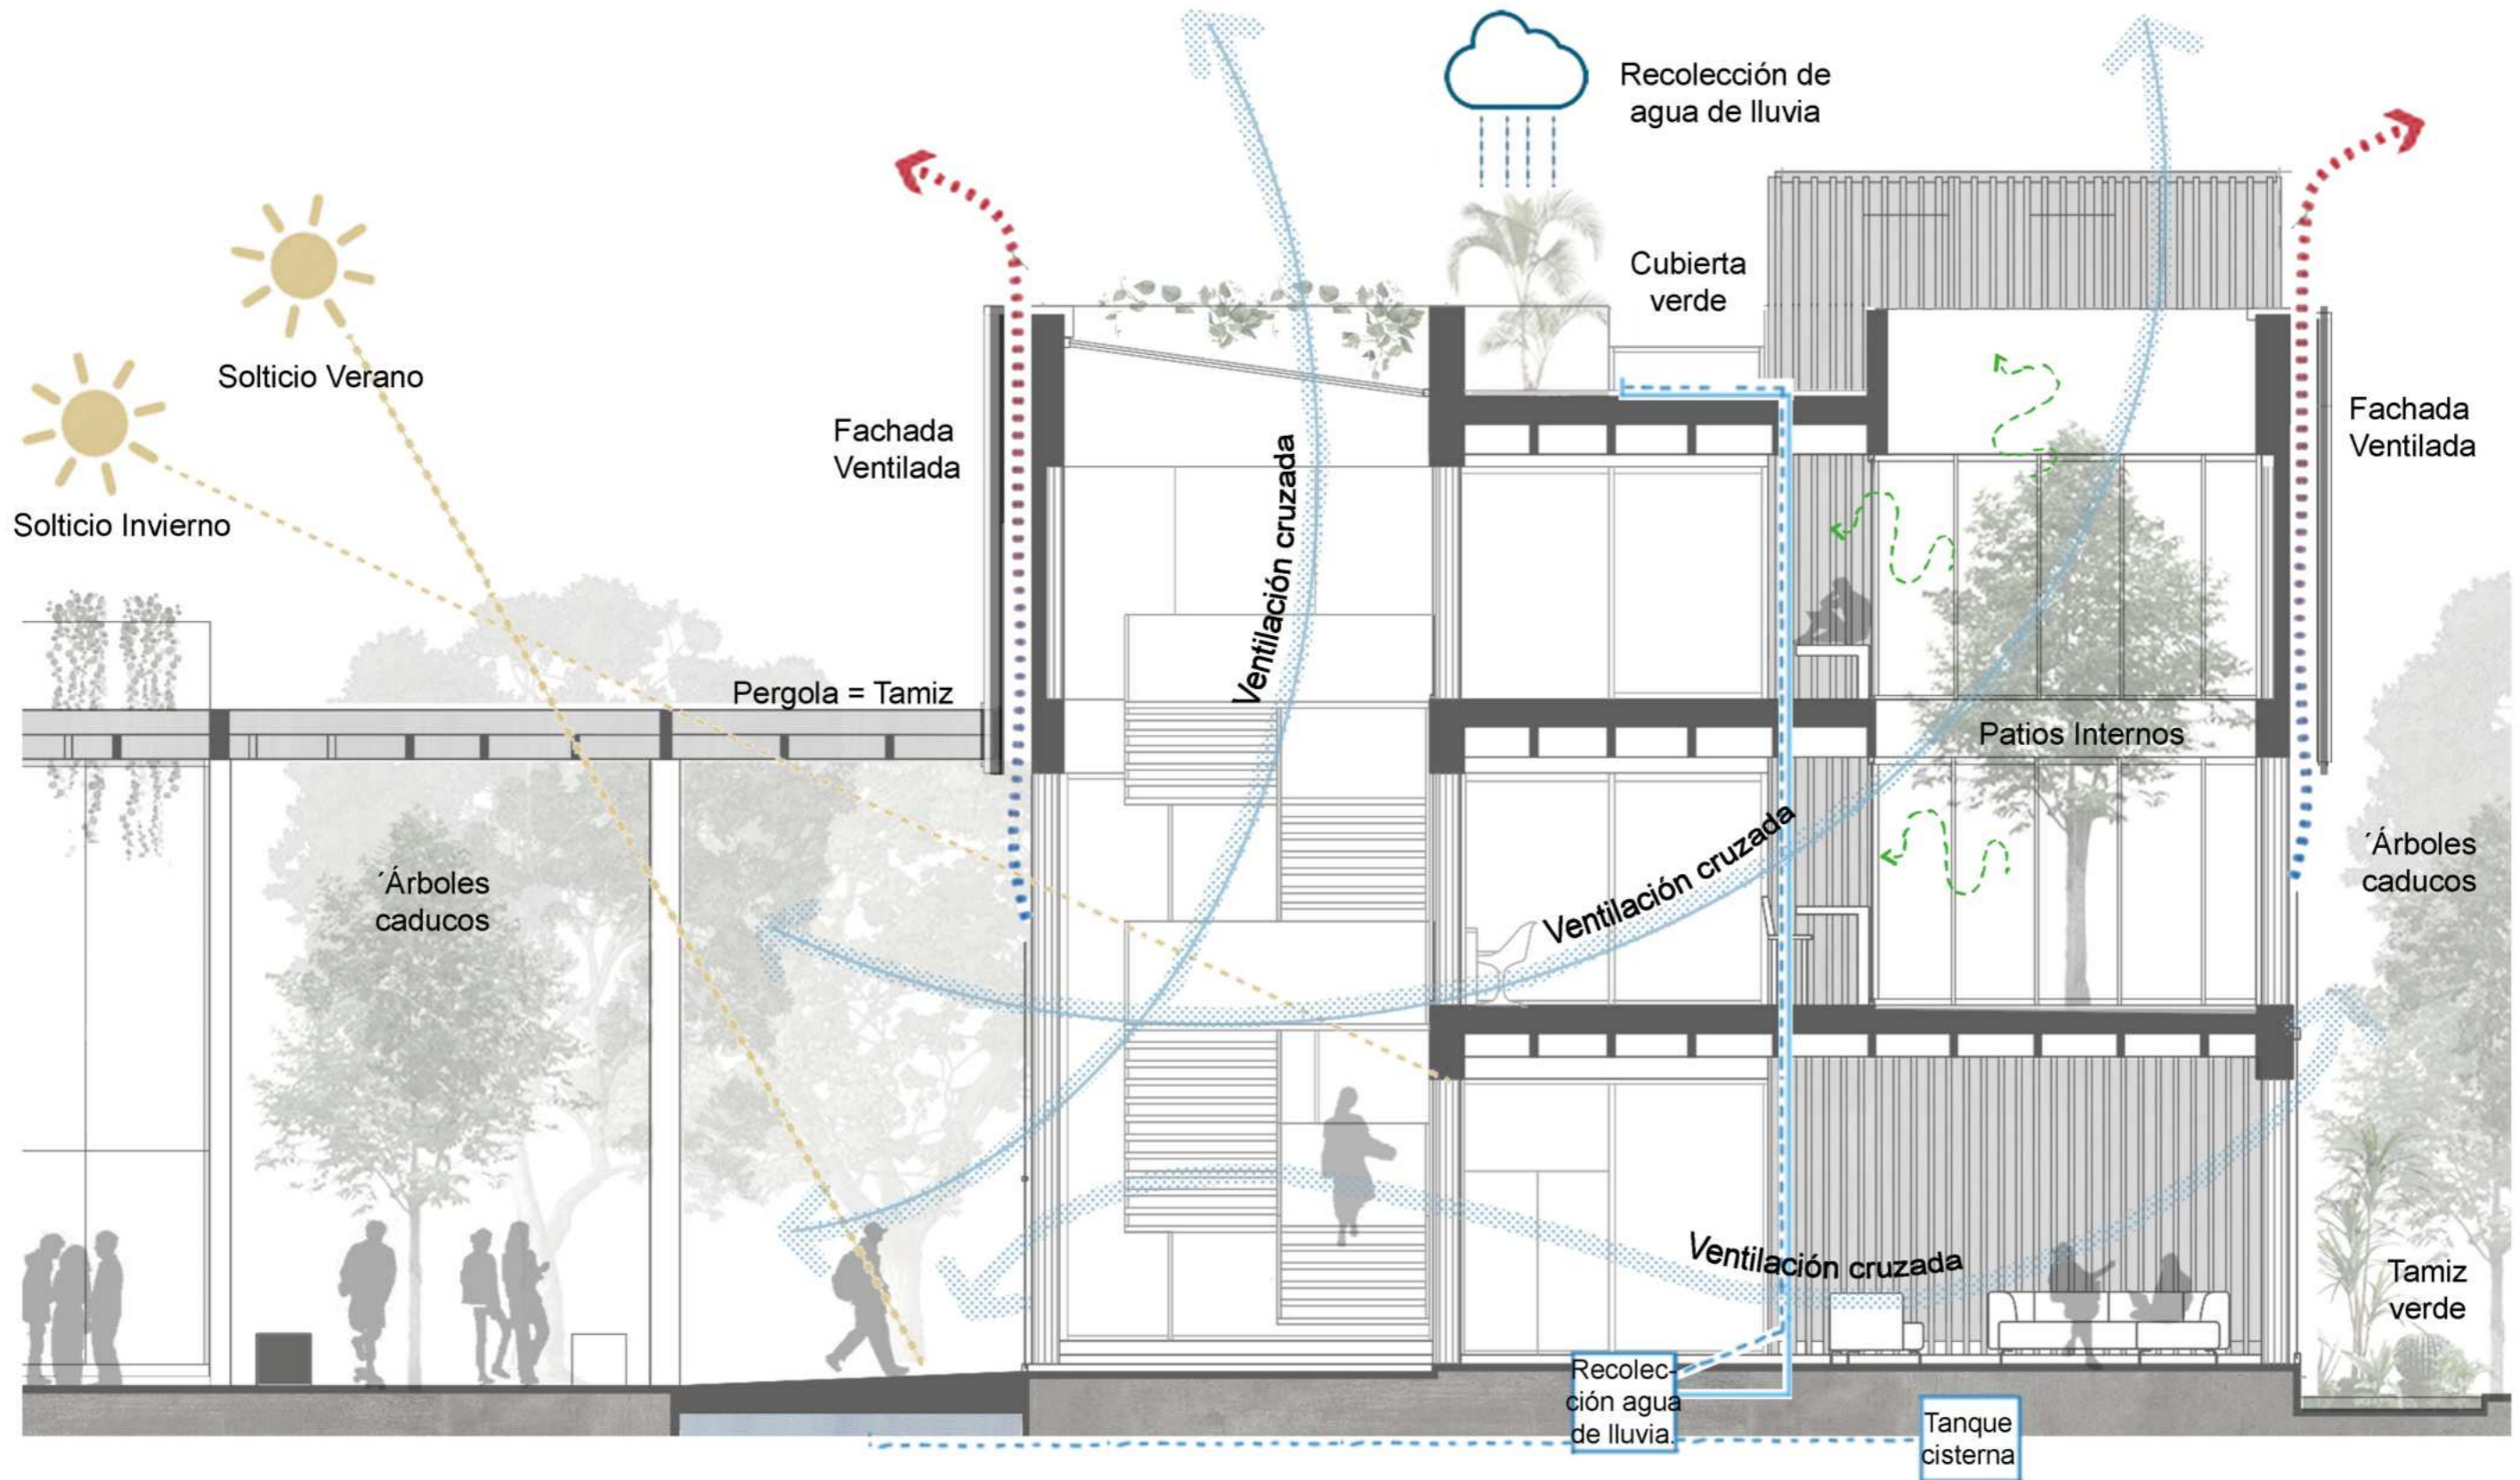 Recolección de
agua de lluvia
Cubierta
verde
Solticio Verano
Solticio Invierno
Fachada
Ventilada
Fachada
Ventilada
Ventilación cruzada
Pergola = Tamiz
Patios Internos
Ventilación cruzada
´Árboles
caducos
´Árboles
caducos
Ventilación cruzada
Tamiz
verde
Recolec-
ción agua
de lluvia.
Tanque
cisterna